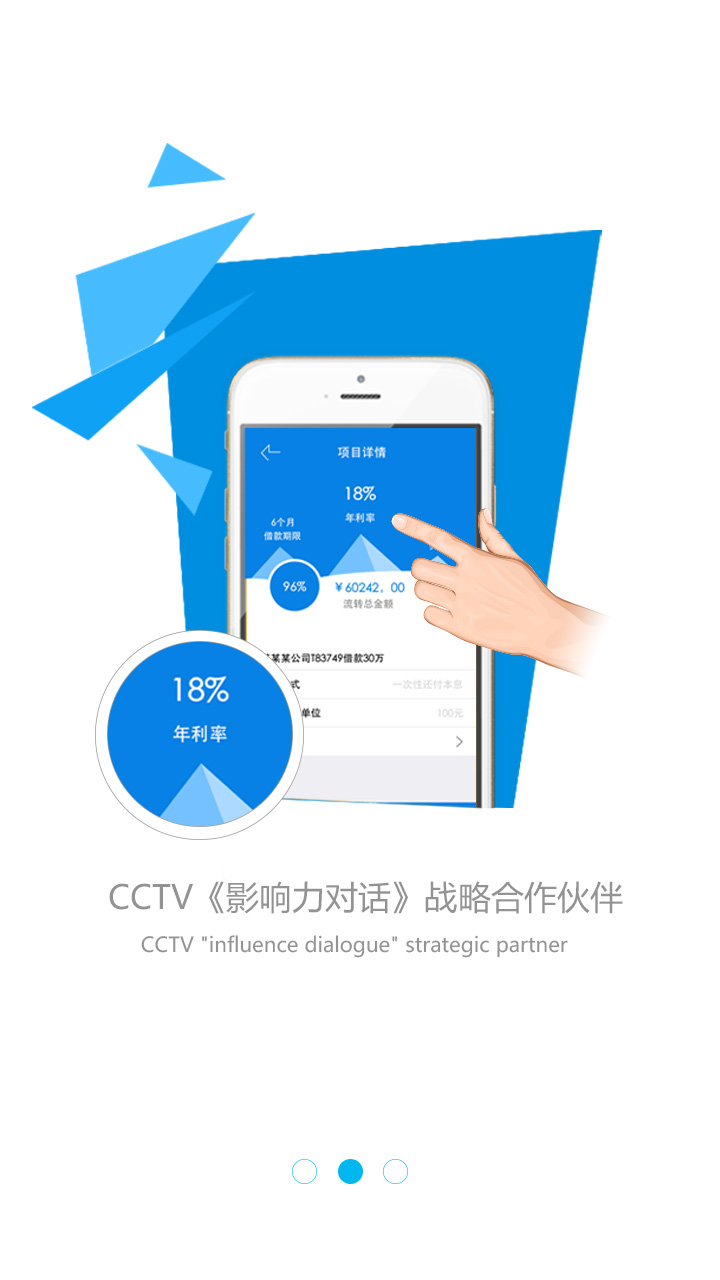 项目详情
18%
年利率
6个月
借款期限
96%
￥60242，00
流转总金额
某某公司T83749借款30万
式
一次性还付本息
单位
100元
18%
年利率
CCTV《影响力对话》战略合作伙伴
CCTV "influence dialogue" strategic partner